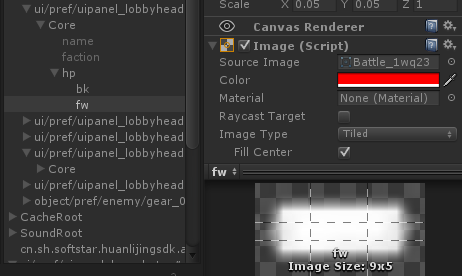 ui/pref/uipanel_lobbyhead
Core
name
faction
hp
bk
fw
ui/pref/uipanel_lobbyhead
ui/pref/uipanel_lobbyhead
ui/pref/uipanel_lobbyhead
Core
ui/pref/uipanel_lobbyhead
object/pref/enemy/gear_0
CacheRoot
SoundRoot
cn.sh.softstar.huanlijingsdk.a
Scale X 0.05 Y 0.05 Z 1
Canvas Renderer
Image (Script)
Source Image Battle_1wq23
Color
Material None (Material)
Raycast Target
Image Type Tiled
Fill Center
fw
fw
Image Size: 9x5